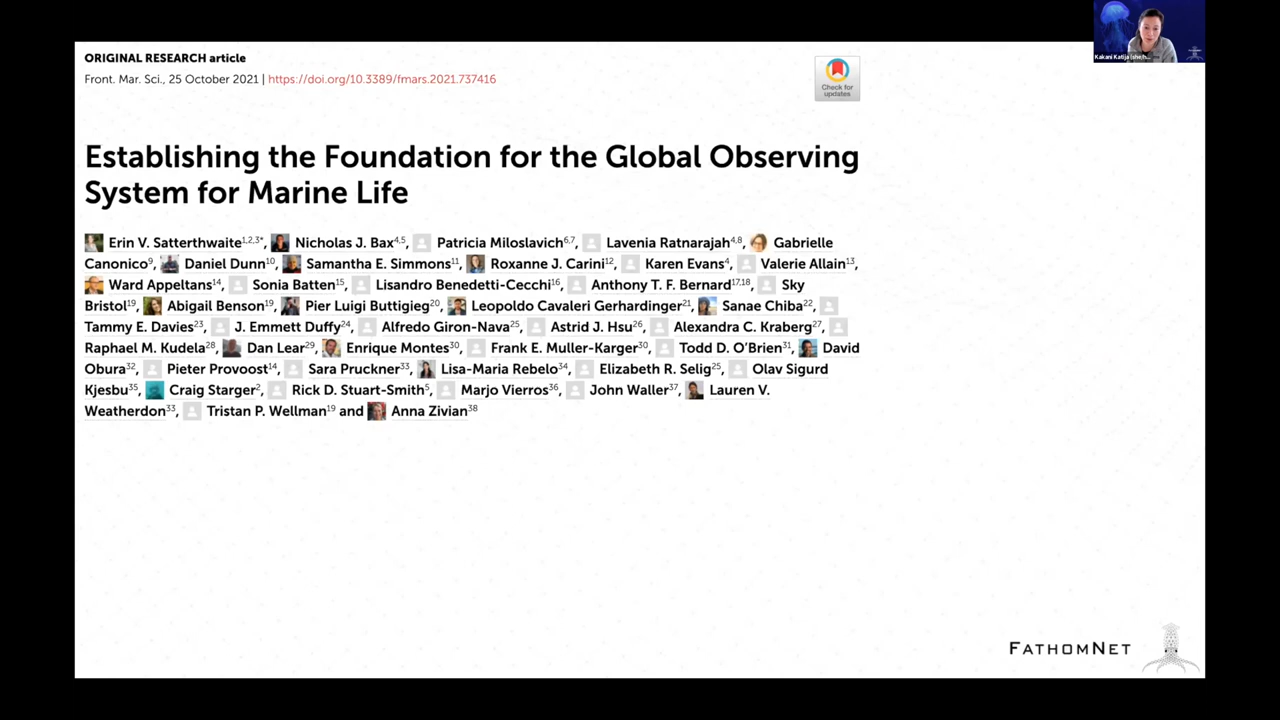 ORIGINAL RESEARCH article
Front. Mar. Sci., 25 October 2021 | https://doi.org/10.3389/fmars.2021.737416
Check for
updates
Kakani Katija (she/h...
Establishing the Foundation for the Global Observing
System for Marine Life
Erin V. Satterthwaite1,2,3*, Nicholas J. Bax4,5, Patricia Miloslavich6,7, Lavenia Ratnarajah4,8, Gabrielle
Canonico9, Daniel Dunn10, Samantha E. Simmons11, Roxanne J. Carini12, Karen Evans4, Valerie Allain13,
Ward Appeltans14, Sonia Batten15, Lisandro Benedetti-Cecchi16, Anthony T. F. Bernard17,18, Sky
Bristol19, Abigail Benson19, Pier Luigi Buttigieg20, Leopoldo Cavaleri Gerhardinger21, Sanae Chiba22,
Tammy E. Davies23, J. Emmett Duffy24, Alfredo Giron-Nava25, Astrid J. Hsu26, Alexandra C. Kraberg27,
Raphael M. Kudela28, Dan Lear29, Enrique Montes30, Frank E. Muller-Karger30, Todd D. O’Brien31, David
Obura32, Pieter Provoost14, Sara Pruckner33, Lisa-Maria Rebelo34, Elizabeth R. Selig25, Olav Sigurd
Kjesbu35, Craig Starger2, Rick D. Stuart-Smith5, Marjo Vierros36, John Waller37, Lauren V.
Weatherdon33, Tristan P. Wellman19 and Anna Zivian38
FATHOMNET